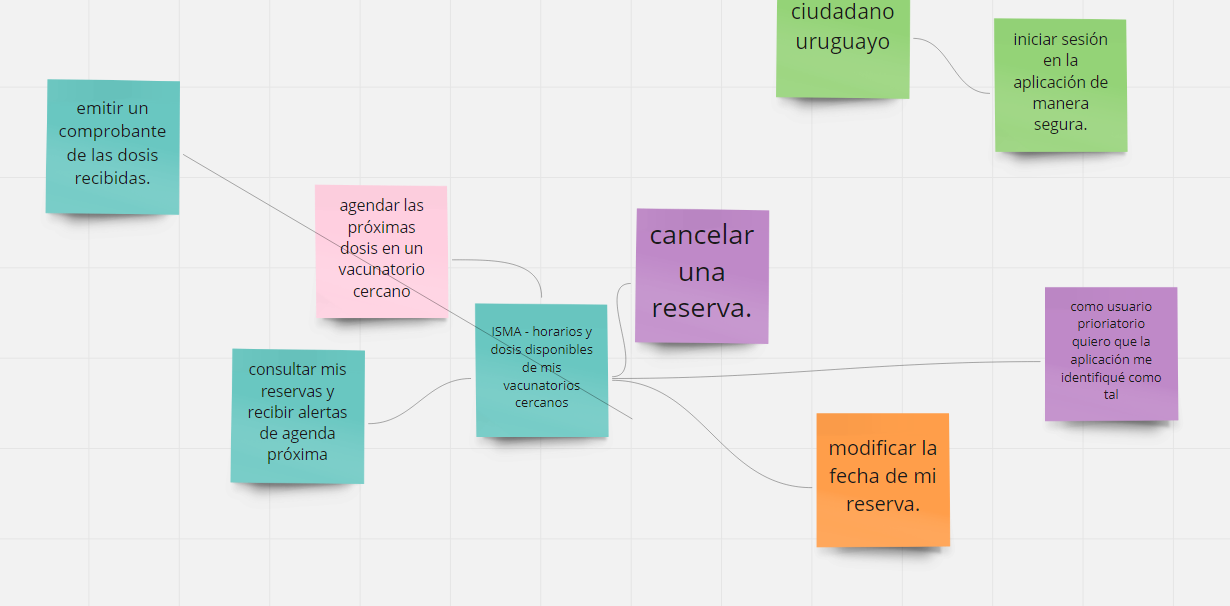 ciudadano
uruguayo
iniciar sesión
en la
aplicación de
manera
segura.
emitir un
comprobante
de las dosis
recibidas.
agendar las
próximas
dosis en un
vacunatorio
cercano
cancelar
una
reserva.
ISMA - horarios y
dosis disponibles
de mis
vacunatorios
cercanos
como usuario
prioriatorio
quiero que la
aplicación me
identifiqué como
tal
consultar mis
reservas y
recibir alertas
de agenda
próxima
modificar la
fecha de mi
reserva.